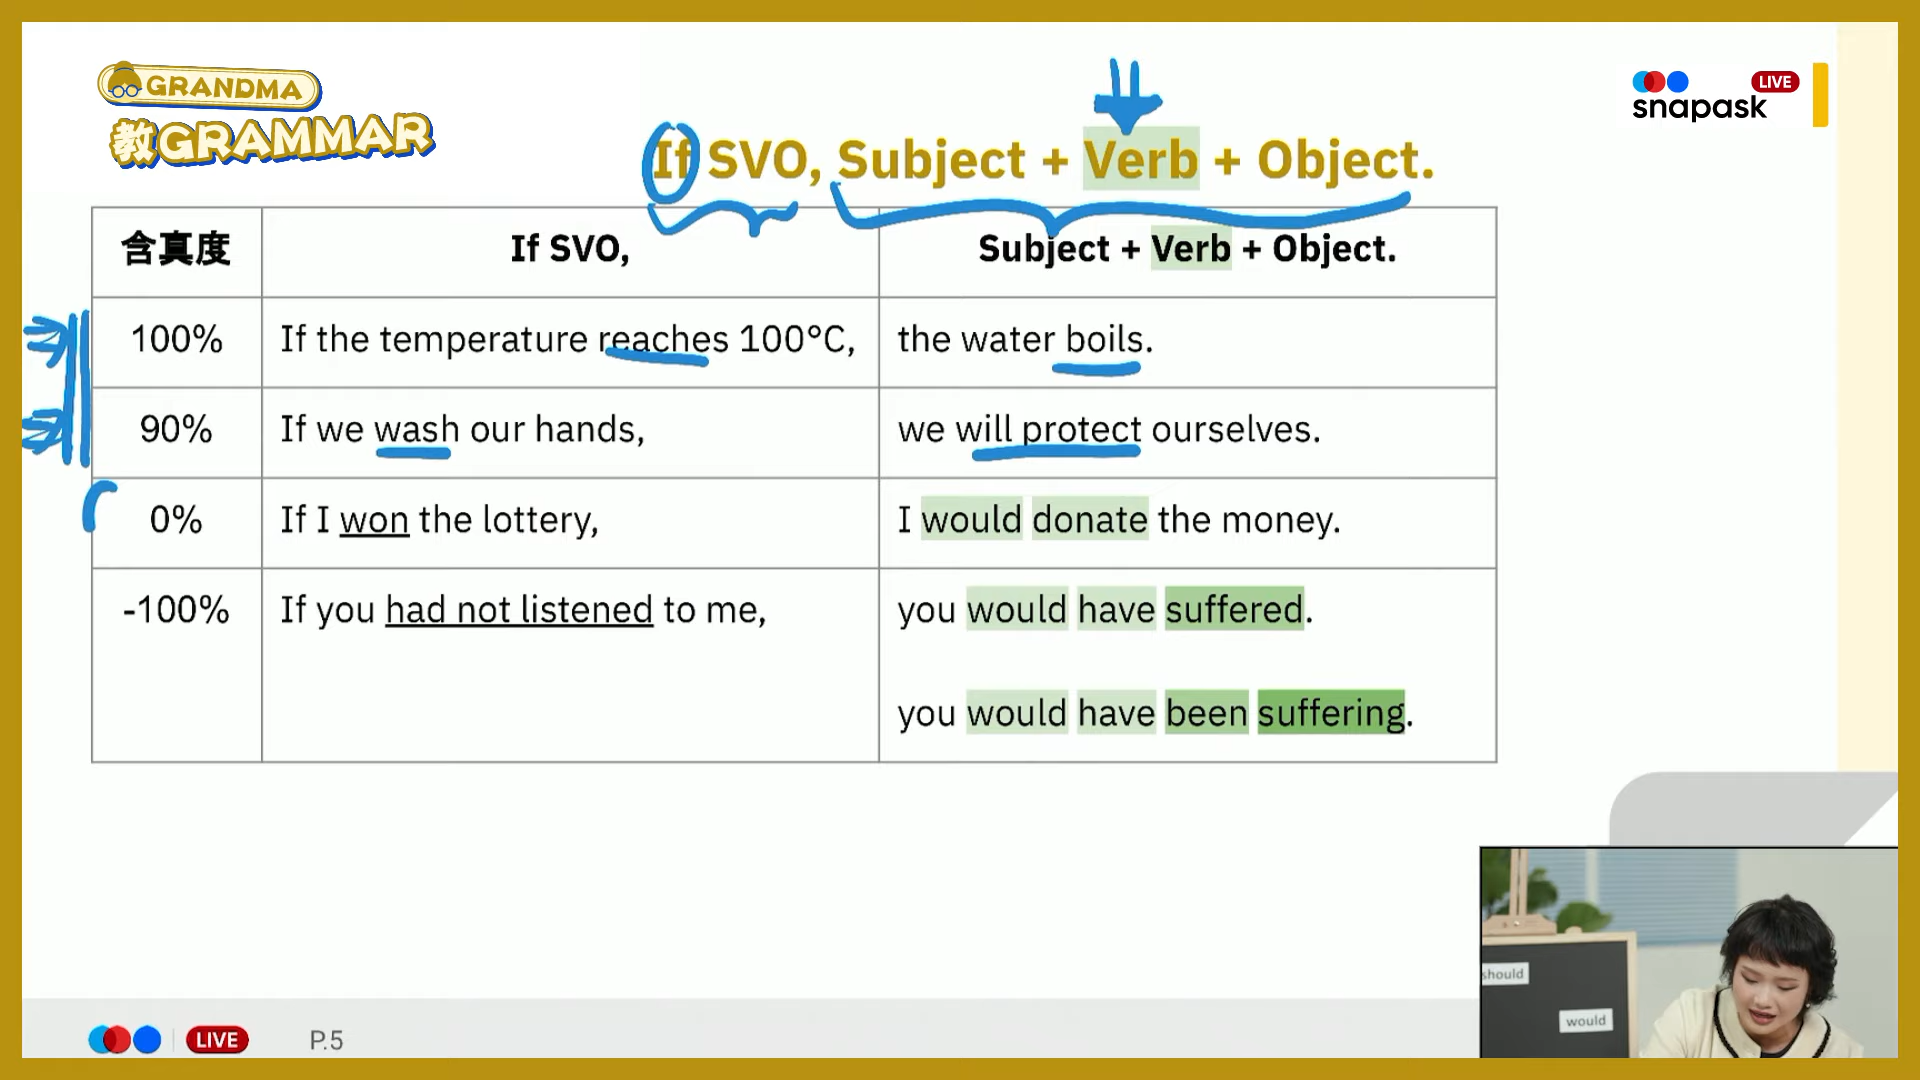 GRANDMA
教GRAMMAR
LIVE
snapask
If SVO, Subject + Verb + Object.
含真度
If SVO,
Subject + Verb + Object.
100%
If the temperature reaches 100°C,
the water boils.
90%
If we wash our hands,
we will protect ourselves.
0%
If I won the lottery,
I would donate the money.
-100%
If you had not listened to me,
you would have suffered.
you would have been suffering.
should
would
LIVE
P.5